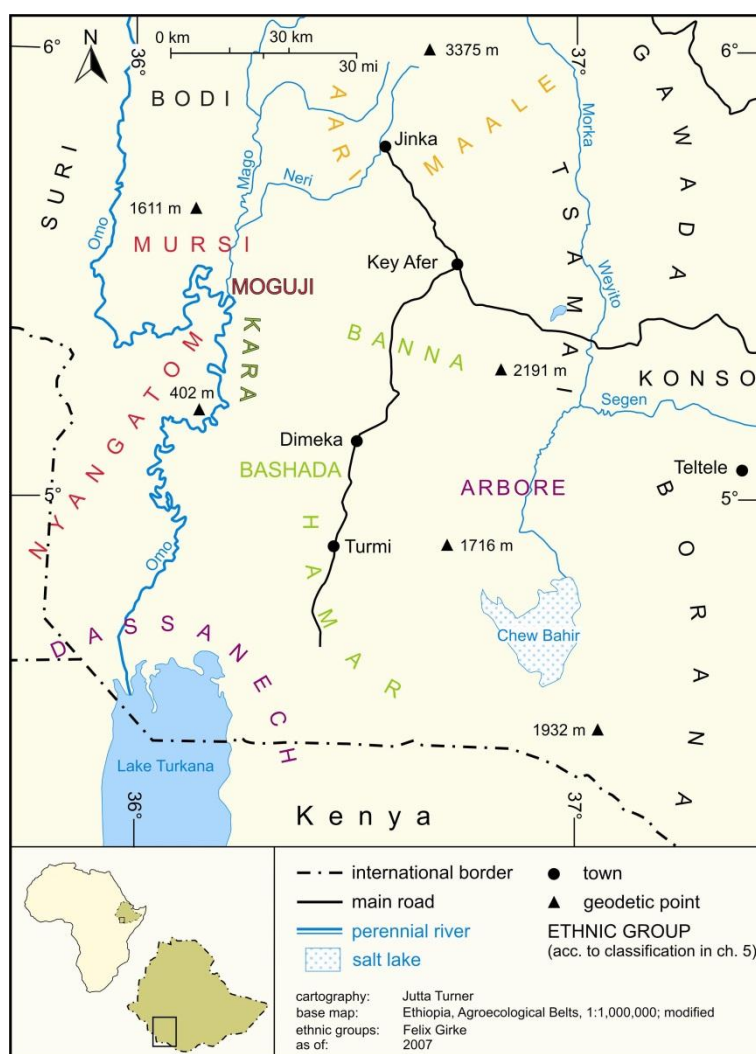 6°
N
36°
0 km
30 km
30 mi
3375 m
37°
6°
BODI
AARI
MAALE
Morka
GAWADA
SURI
Mago
Jinka
Neri
TSAMAI
1611 m
Omo
MURSI
Key Afer
Weyito
MOGUJI
KARA
BANNA
NYANGATOM
2191 m
KONSO
402 m
Segen
Dimeka
BASHADA
Teltele
5°
ARBORE
5°
BORANA
HAMAR
Omo
Turmi
1716 m
DASSANECH
Chew Bahir
1932 m
Lake Turkana
36°
Kenya
37°
international border
main road
perennial river
salt lake
town
geodetic point
ETHNIC GROUP
(acc. to classification in ch. 5)
cartography: Jutta Turner
base map: Ethiopia, Agroecological Belts, 1:1,000,000; modified
ethnic groups: Felix Girke
as of: 2007